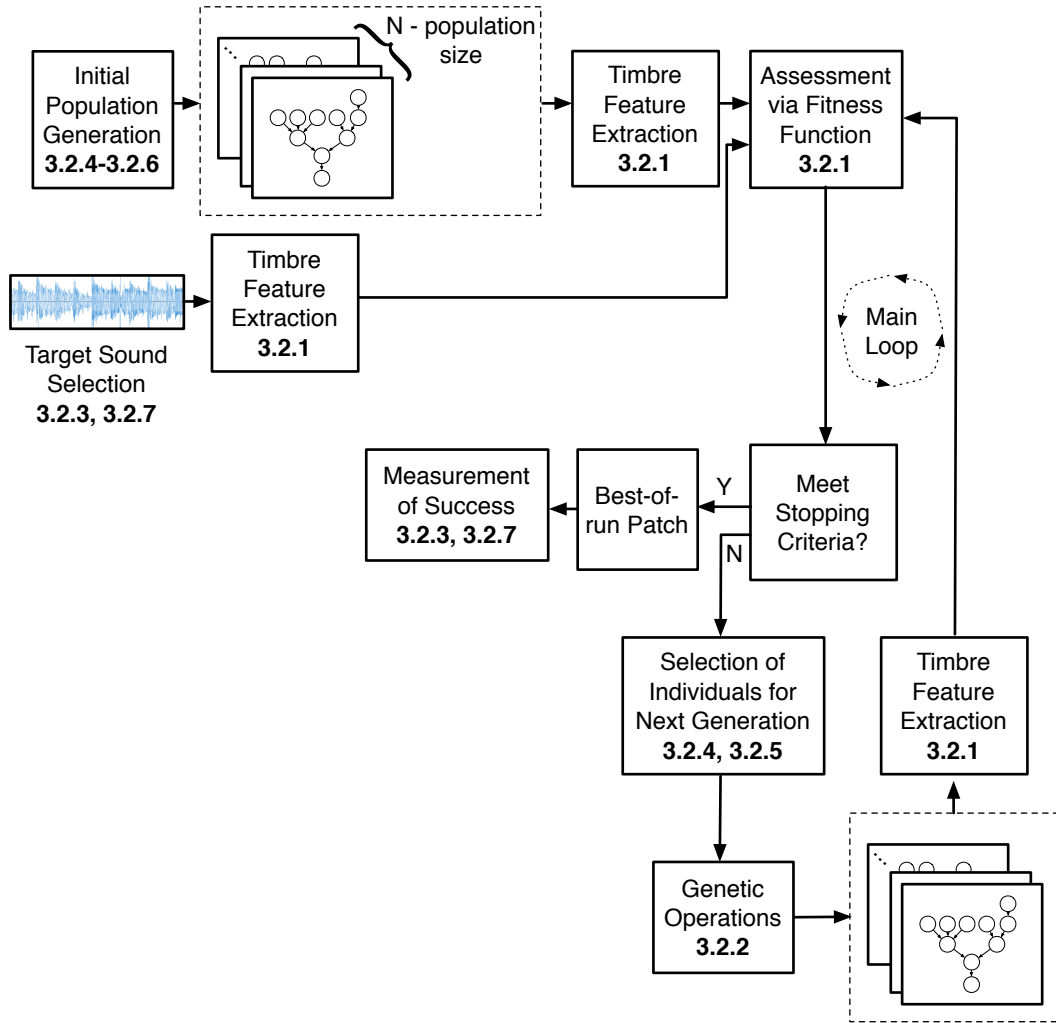 N - population
size
Initial
Population
Generation
3.2.4-3.2.6
Timbre
Feature
Extraction
3.2.1
Assessment
via Fitness
Function
3.2.1
Timbre
Feature
Extraction
3.2.1
Target Sound
Selection
3.2.3, 3.2.7
Main
Loop
Measurement
of Success
3.2.3, 3.2.7
Best-of-
run Patch
Y
Meet
Stopping
Criteria?
N
Selection of
Individuals for
Next Generation
3.2.4, 3.2.5
Timbre
Feature
Extraction
3.2.1
Genetic
Operations
3.2.2